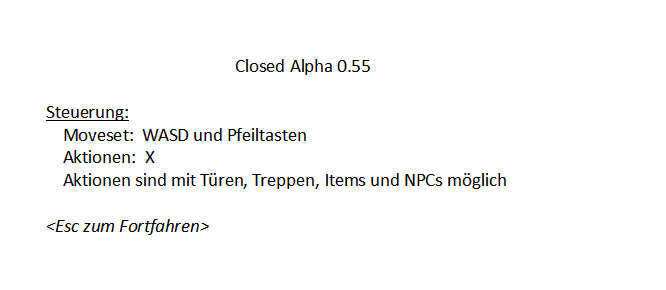 Closed Alpha 0.55
Steuerung:
Moveset: WASD und Pfeiltasten
Aktionen: X
Aktionen sind mit Türen, Treppen, Items und NPCs möglich
<Esc zum Fortfahren>